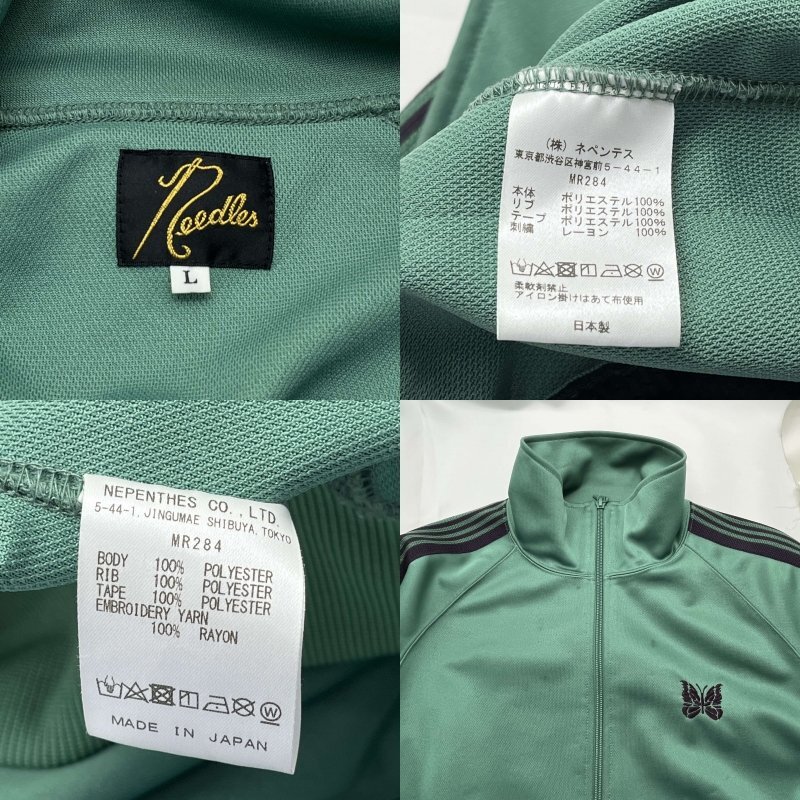 Needles
L
(株) ネペンテス
東京都渋谷区神宮前5-44-1
MR284
本体 ポリエステル100%
リブ ポリエステル100%
テープ ポリエステル100%
刺繍 レーヨン 100%
柔軟剤禁止
アイロン掛けはあて布使用
日本製
NEPENTHES CO., LTD.
5-44-1, JINGUMAE SHIBUYA, TOKYO
MR284
BODY 100% POLYESTER
RIB 100% POLYESTER
TAPE 100% POLYESTER
EMBROIDERY YARN
100% RAYON
MADE IN JAPAN